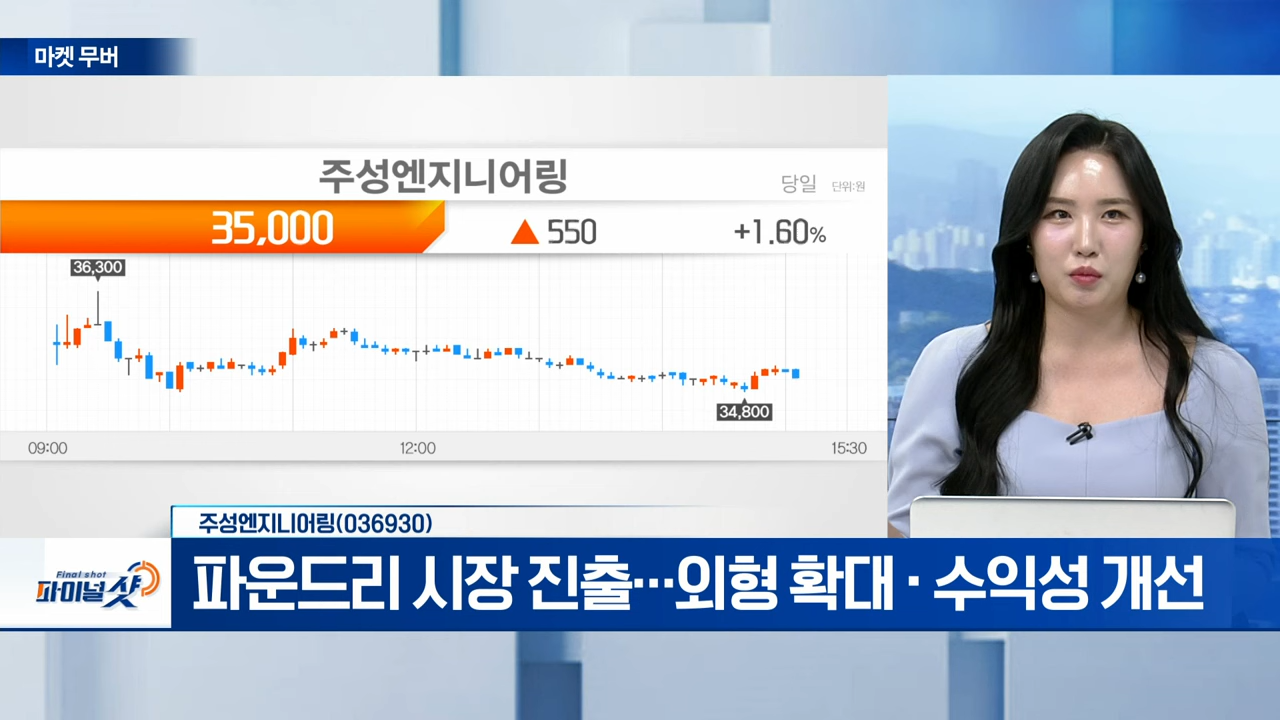 마켓 무버
주성엔지니어링
당일 단위:원
35,000 ▲ 550 +1.60%
36,300
34,800
09:00 12:00 15:30
주성엔지니어링(036930)
Final shot
파이널샷
파운드리 시장 진출…외형 확대·수익성 개선